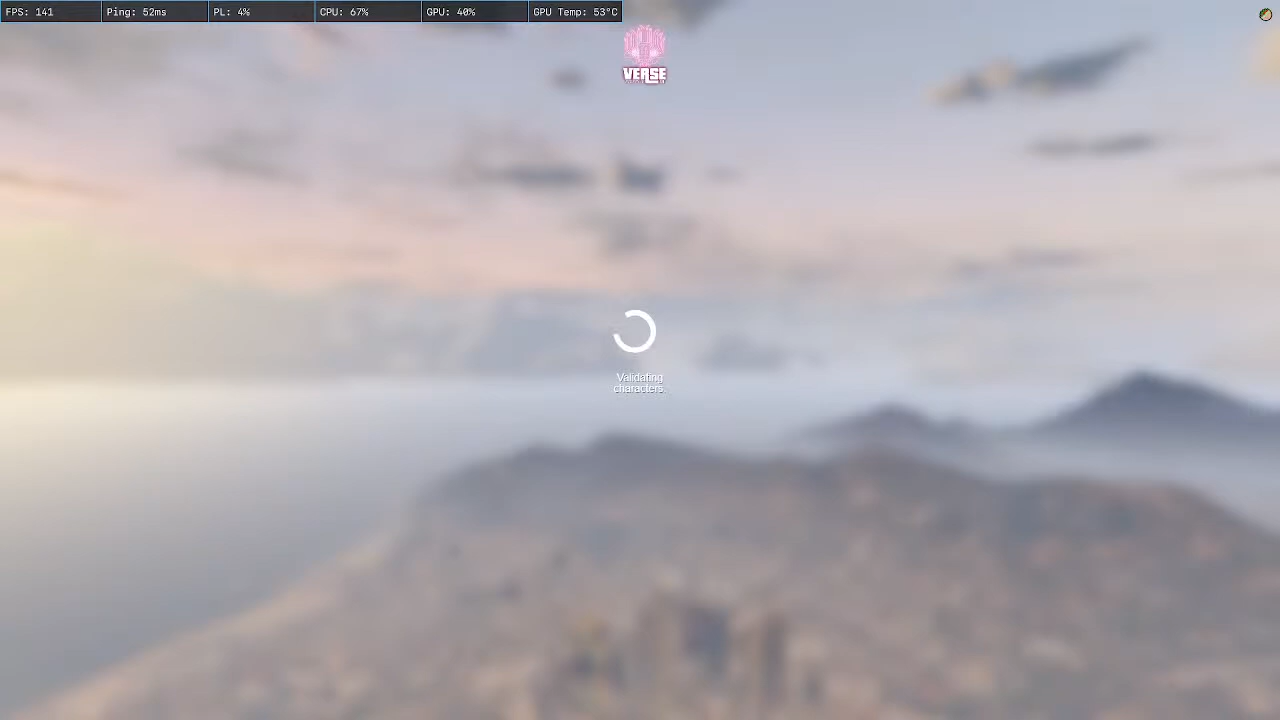 FPS: 141 Ping: 52ms PL: 4% CPU: 67% GPU: 40% GPU Temp: 53°C
VERSE
Validating
characters